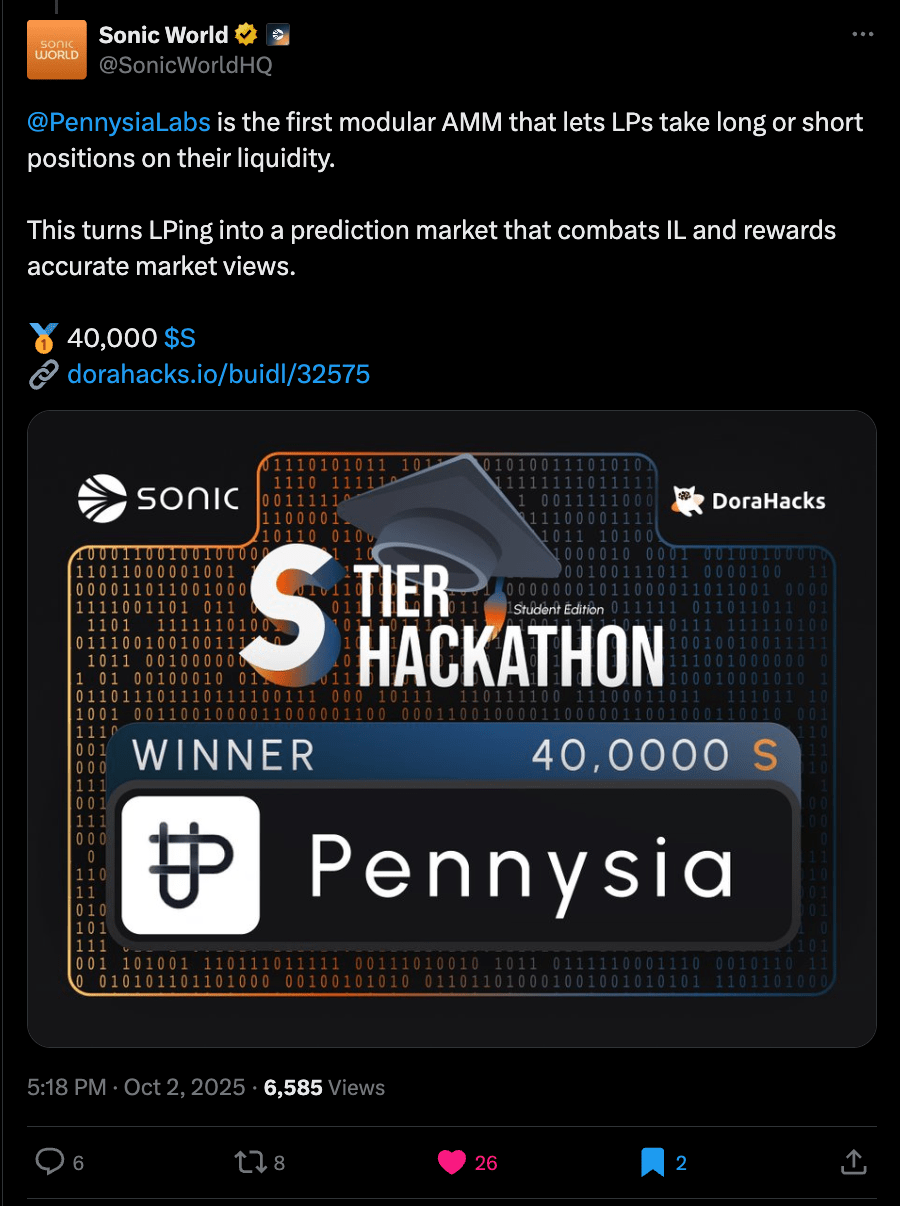 SONIC
WORLD
Sonic World
@SonicWorldHQ
@PennysiaLabs is the first modular AMM that lets LPs take long or short
positions on their liquidity.
This turns LPing into a prediction market that combats IL and rewards
accurate market views.
40,000 $S
dorahacks.io/buidl/32575
SONIC
DoraHacks
S TIER
Student Edition
HACKATHON
WINNER 40,0000 S
Pennysia
5:18 PM · Oct 2, 2025 · 6,585 Views
6 8 26 2